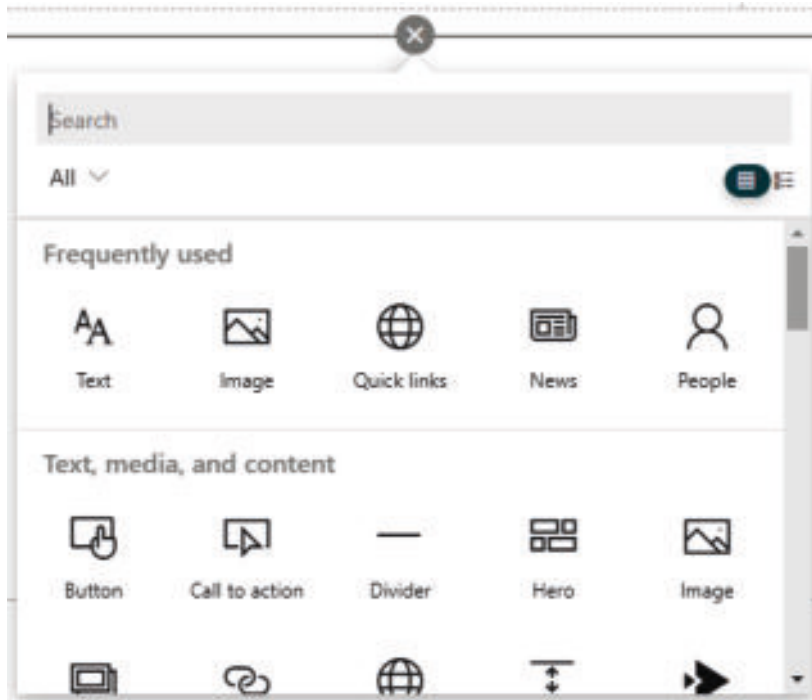 Search
All
Frequently used
Text Image Quick links News People
Text, media, and content
Button Call to action Divider Hero Image